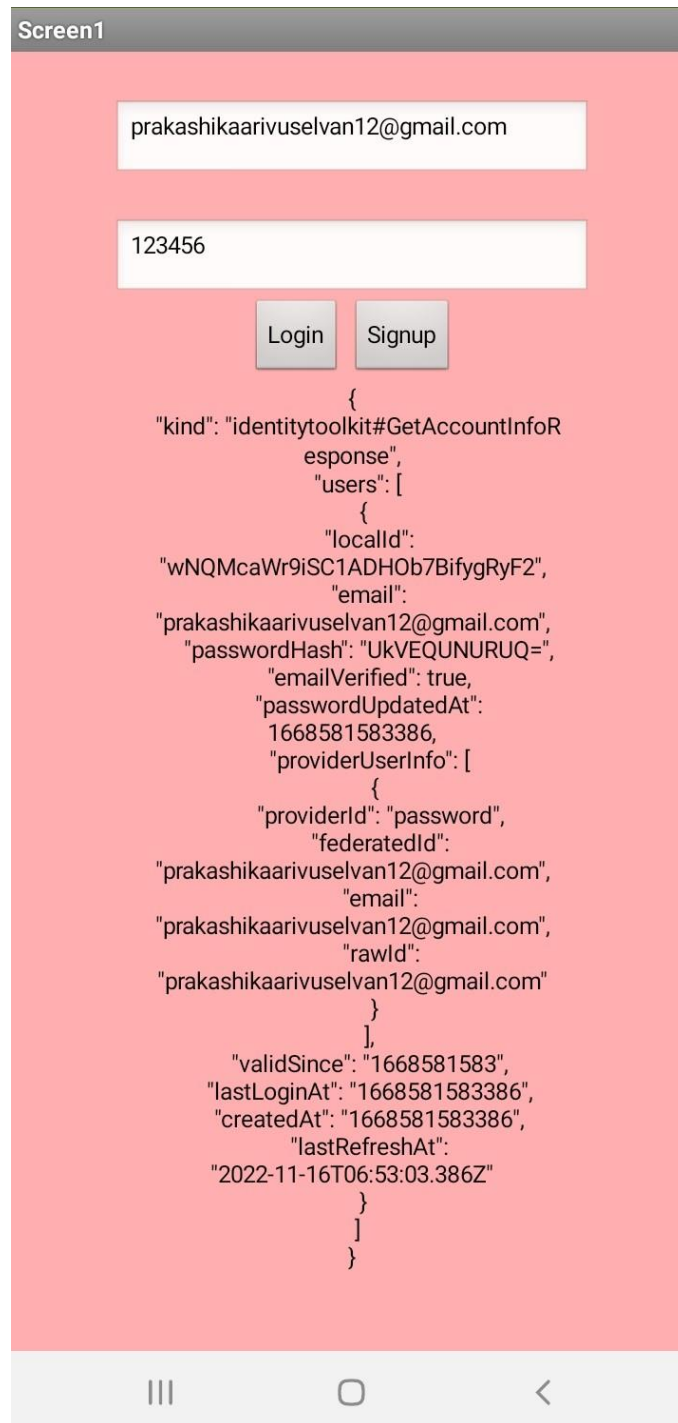 Screen1
prakashikaarivuselvan12@gmail.com
123456
Login Signup
{
"kind": "identitytoolkit#GetAccountInfoR
esponse",
"users": [
{
"localId":
"wNQMcaWr9iSC1ADHOb7BifygRyF2",
"email":
"prakashikaarivuselvan12@gmail.com",
"passwordHash": "UkVEQUNURUQ=",
"emailVerified": true,
"passwordUpdatedAt":
1668581583386,
"providerUserInfo": [
{
"providerId": "password",
"federatedId":
"prakashikaarivuselvan12@gmail.com",
"email":
"prakashikaarivuselvan12@gmail.com",
"rawId":
"prakashikaarivuselvan12@gmail.com"
}
],
"validSince": "1668581583",
"lastLoginAt": "1668581583386",
"createdAt": "1668581583386",
"lastRefreshAt":
"2022-11-16T06:53:03.386Z"
}
]
}